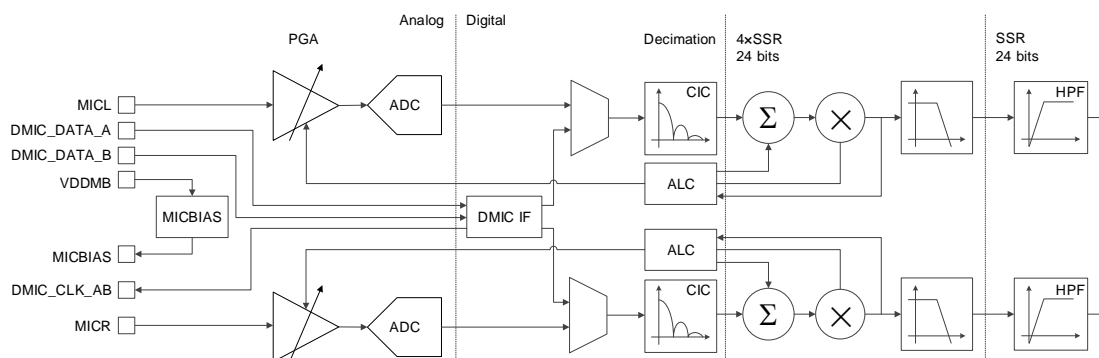 Analog
Digital
PGA
Decimation
4×SSR
24 bits
SSR
24 bits
MICL
ADC
CIC
Σ
×
HPF
DMIC_DATA_A
DMIC_DATA_B
VDDMB
ALC
MICBIAS
DMIC IF
MICBIAS
ALC
DMIC_CLK_AB
CIC
HPF
MICR
ADC
Σ
×